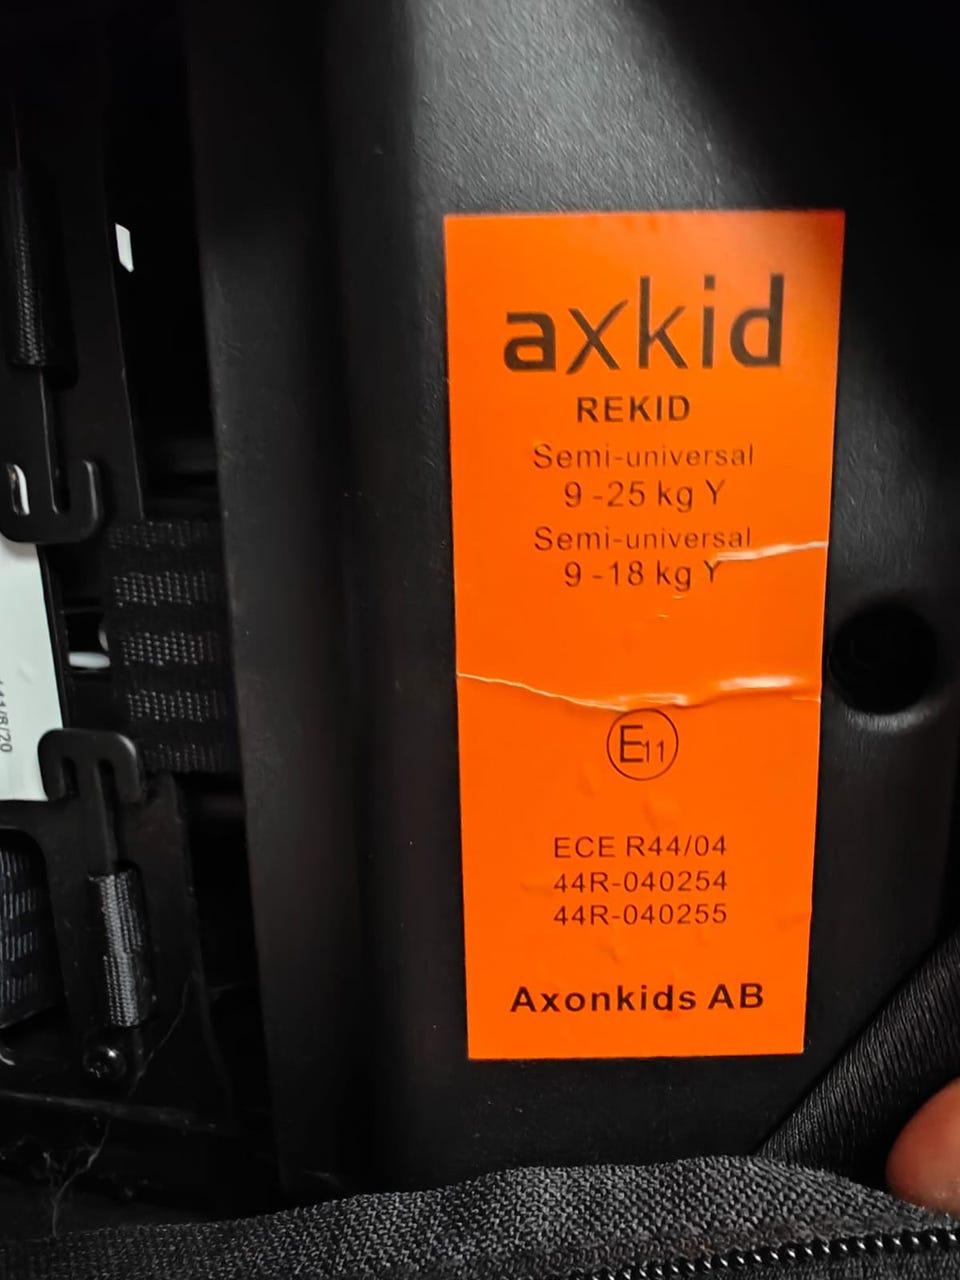 axkid
REKID
Semi-universal
9 -25 kg Y
Semi-universal
9 -18 kg Y
E11
ECE R44/04
44R-040254
44R-040255
Axonkids AB